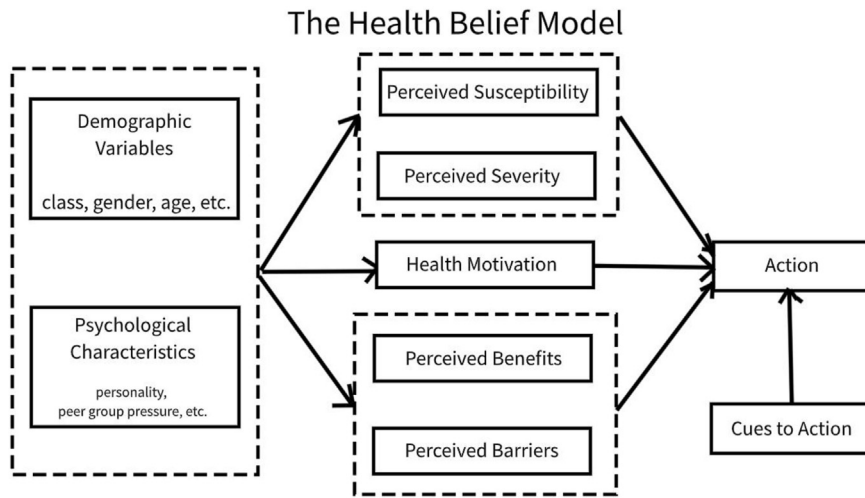 The Health Belief Model
Demographic
Variables
class, gender, age, etc.
Psychological
Characteristics
personality,
peer group pressure, etc.
Perceived Susceptibility
Perceived Severity
Health Motivation
Perceived Benefits
Perceived Barriers
Action
Cues to Action